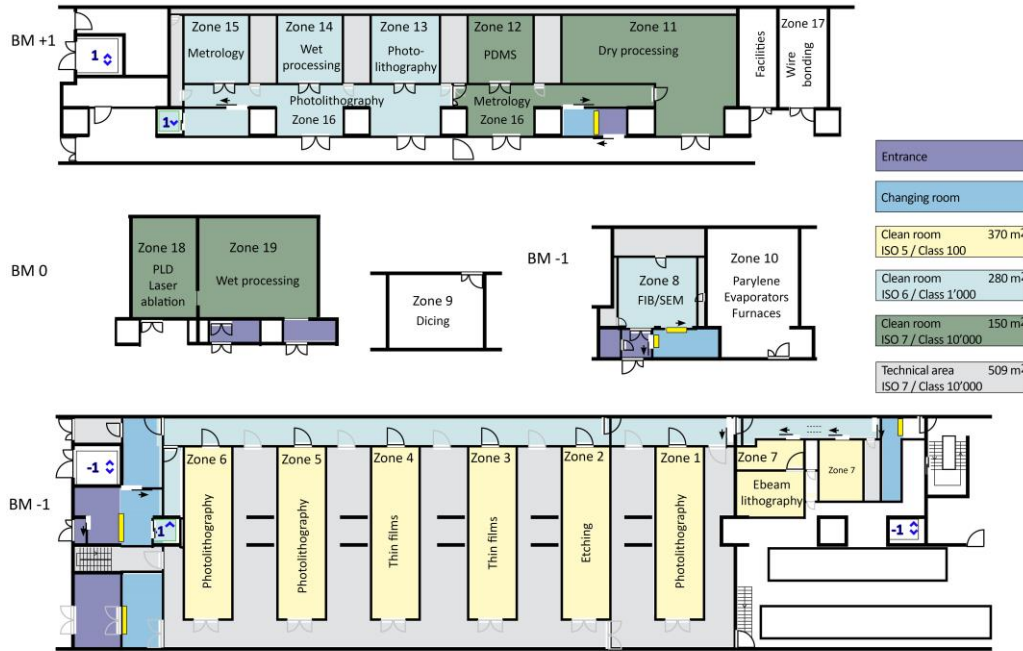 BM +1
Zone 15
Metrology
Zone 14
Wet
processing
Zone 13
Photo-
lithography
Zone 12
PDMS
Zone 11
Dry processing
Facilities
Zone 17
Wire
bonding
1
Photolithography
Zone 16
Metrology
Zone 16
1
Entrance
Changing room
Clean room 370 m²
ISO 5 / Class 100
Clean room 280 m²
ISO 6 / Class 1'000
Clean room 150 m²
ISO 7 / Class 10'000
Technical area 509 m²
ISO 7 / Class 10'000
BM 0
Zone 18
PLD
Laser
ablation
Zone 19
Wet processing
Zone 9
Dicing
BM -1
Zone 8
FIB/SEM
Zone 10
Parylene
Evaporators
Furnaces
BM -1
-1
1
Zone 6
Photolithography
Zone 5
Photolithography
Zone 4
Thin films
Zone 3
Thin films
Zone 2
Etching
Zone 1
Photolithography
Zone 7
Ebeam
lithography
Zone 7
-1